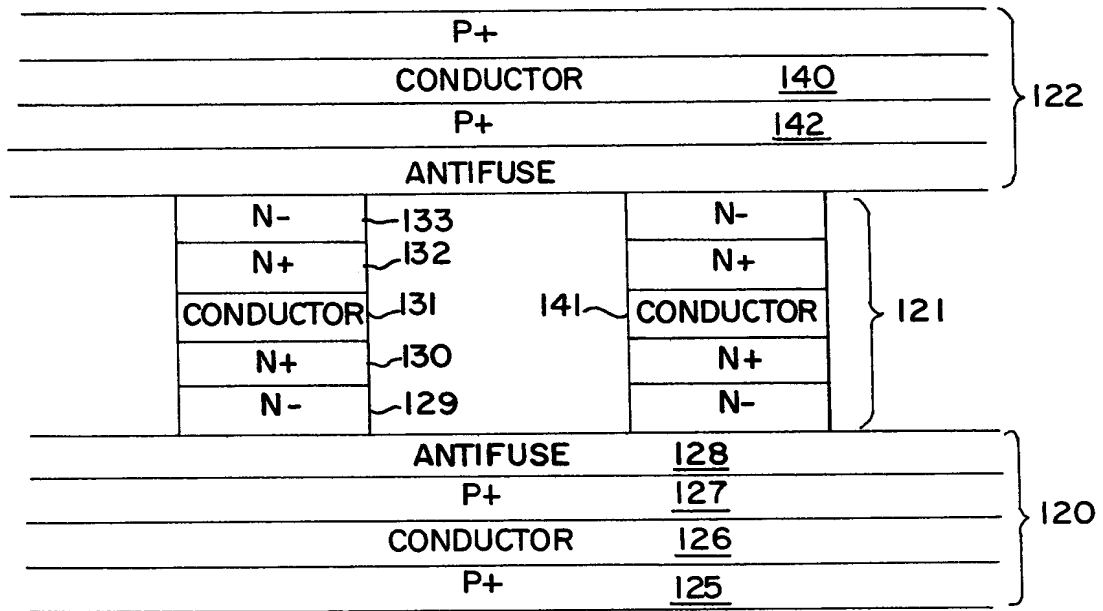 P+
CONDUCTOR 140
P+ 142
122
ANTIFUSE
N- 133 N-
N+ 132 N+
CONDUCTOR 131 141 CONDUCTOR 121
N+ 130 N+
N- 129 N-
ANTIFUSE 128
P+ 127
120
CONDUCTOR 126
P+ 125